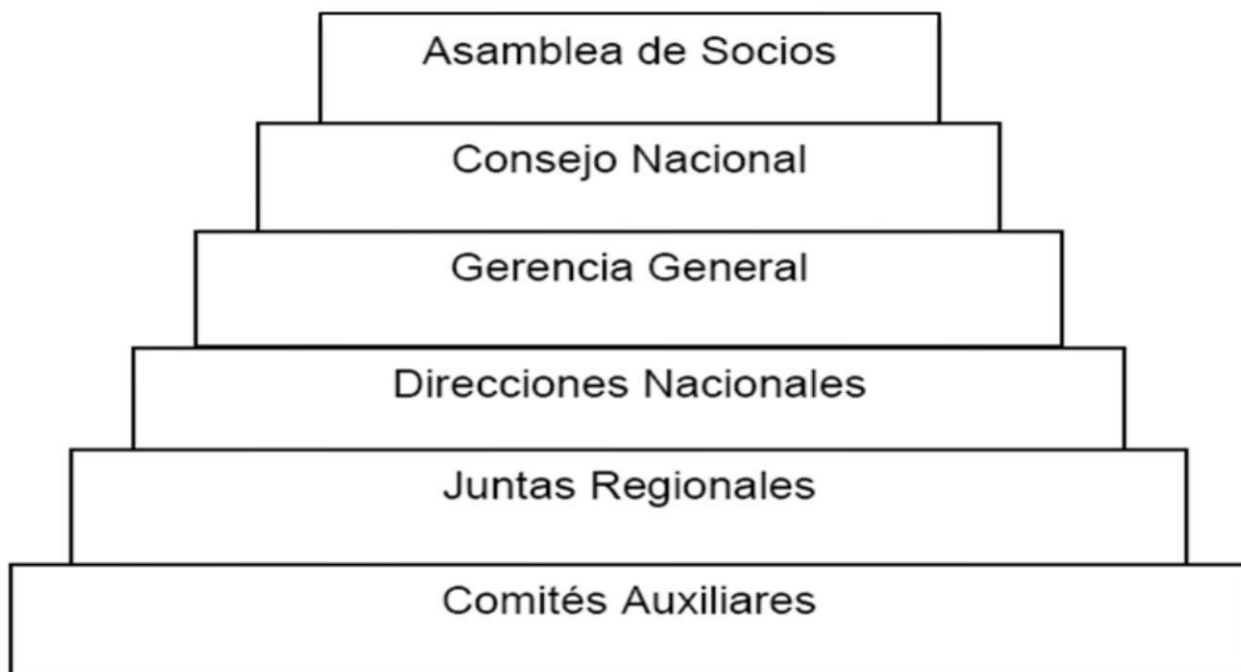 Asamblea de Socios
Consejo Nacional
Gerencia General
Direcciones Nacionales
Juntas Regionales
Comités Auxiliares